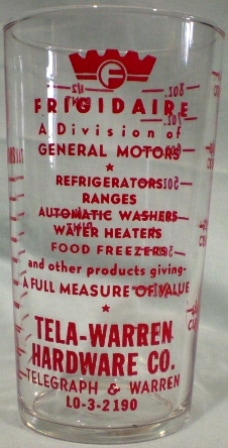 F
FRIGIDAIRE
A Division of
GENERAL MOTORS
REFRIGERATORS
RANGES
AUTOMATIC WASHERS
WATER HEATERS
FOOD FREEZERS
and other products giving-
A FULL MEASURE OF VALUE
TELA-WARREN
HARDWARE CO.
TELEGRAPH & WARREN
LO-3-2190